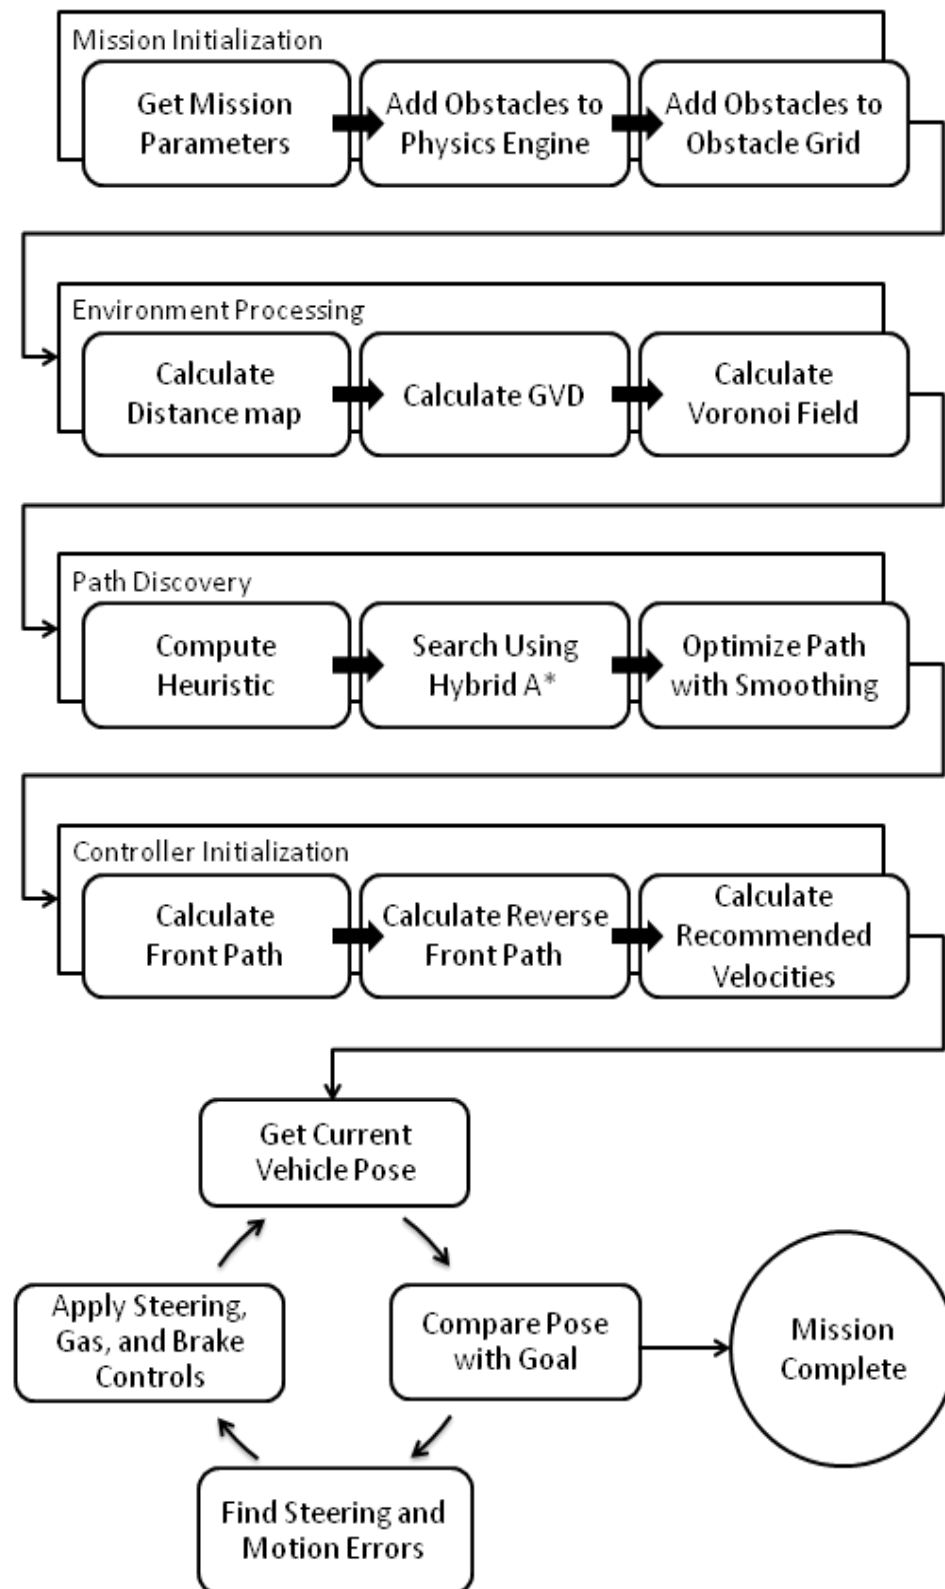 Mission Initialization
Get Mission
Parameters
Add Obstacles to
Physics Engine
Add Obstacles to
Obstacle Grid
Environment Processing
Calculate
Distance map
Calculate GVD
Calculate
Voronoi Field
Path Discovery
Compute
Heuristic
Search Using
Hybrid A*
Optimize Path
with Smoothing
Controller Initialization
Calculate
Front Path
Calculate Reverse
Front Path
Calculate
Recommended
Velocities
Get Current
Vehicle Pose
Apply Steering,
Gas, and Brake
Controls
Compare Pose
with Goal
Mission
Complete
Find Steering and
Motion Errors